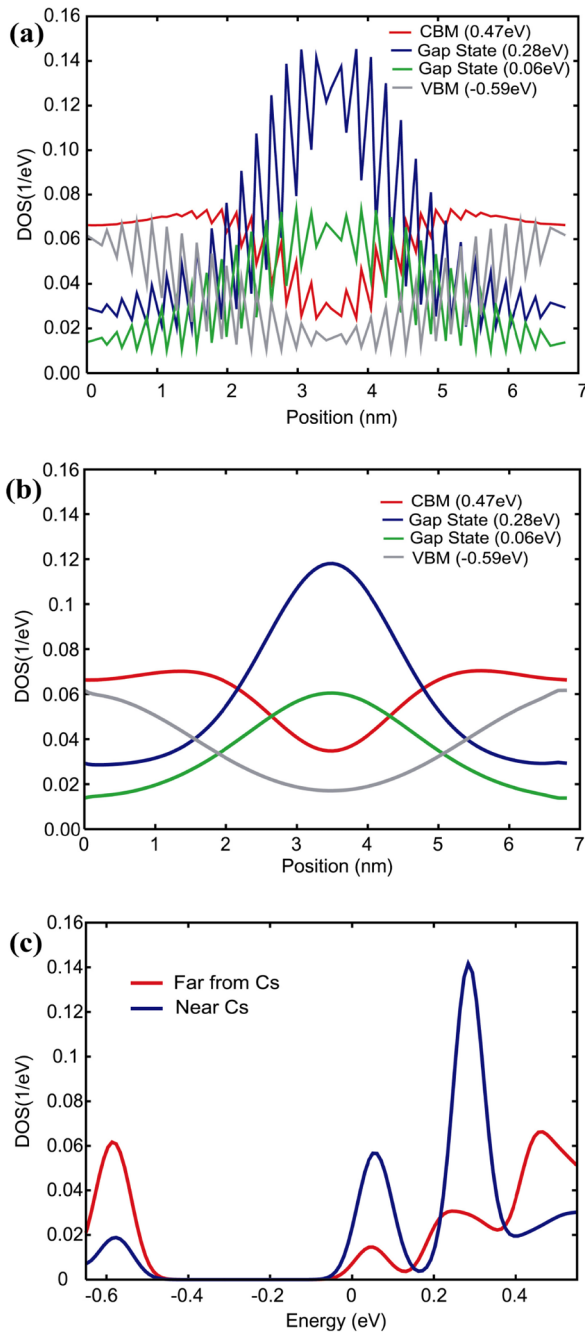 (a)
0.16
0.14
0.12
0.10
0.08
0.06
0.04
0.02
0.00
DOS(1/eV)
CBM (0.47eV)
Gap State (0.28eV)
Gap State (0.06eV)
VBM (-0.59eV)
0 1 2 3 4 5 6 7
Position (nm)
(b)
0.16
0.14
0.12
0.1
0.08
0.06
0.04
0.02
0.00
DOS(1/eV)
CBM (0.47eV)
Gap State (0.28eV)
Gap State (0.06eV)
VBM (-0.59eV)
0 1 2 3 4 5 6 7
Position (nm)
(c)
0.16
0.14
0.12
0.1
0.08
0.06
0.04
0.02
0
DOS(1/eV)
Far from Cs
Near Cs
-0.6 -0.4 -0.2 0 0.2 0.4
Energy (eV)